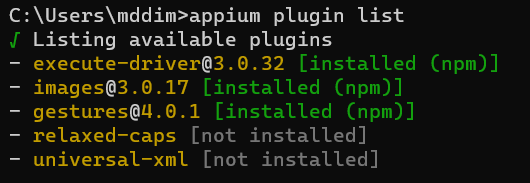 C:\Users\mddim>appium plugin list
√ Listing available plugins
- execute-driver@3.0.32 [installed (npm)]
- images@3.0.17 [installed (npm)]
- gestures@4.0.1 [installed (npm)]
- relaxed-caps [not installed]
- universal-xml [not installed]